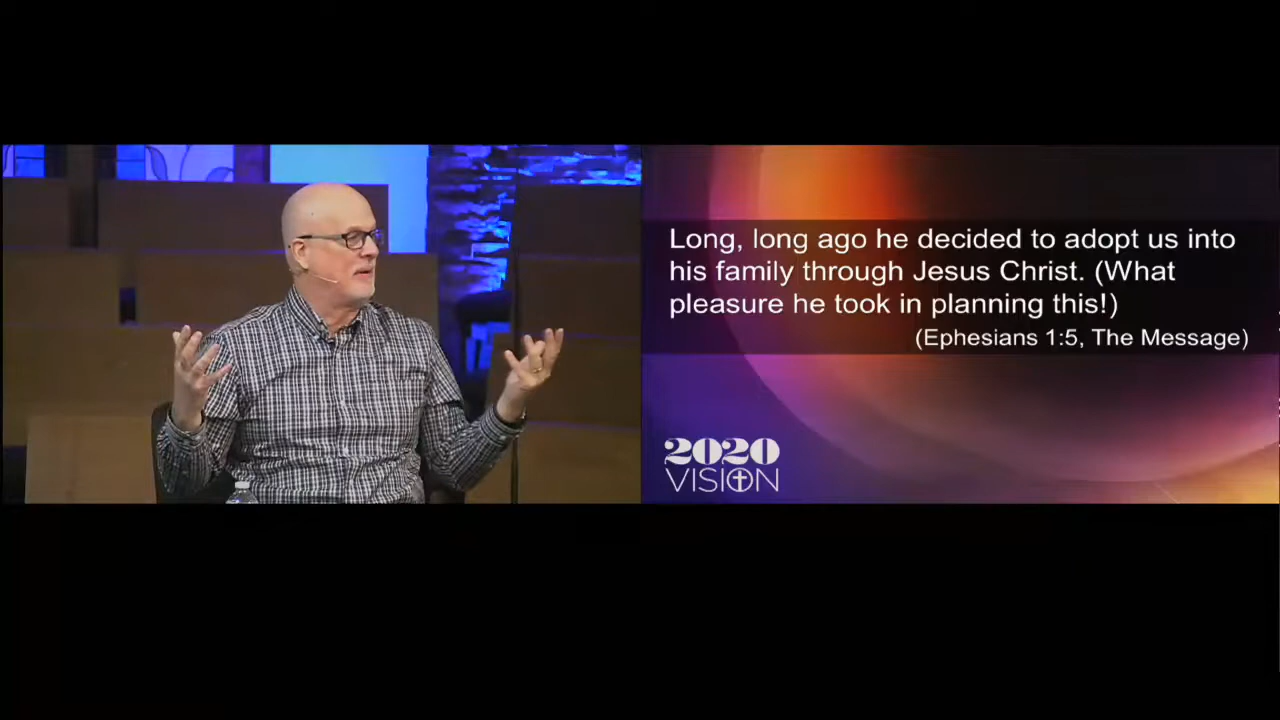 Long, long ago he decided to adopt us into
his family through Jesus Christ. (What
pleasure he took in planning this!)
(Ephesians 1:5, The Message)
2020
VISION